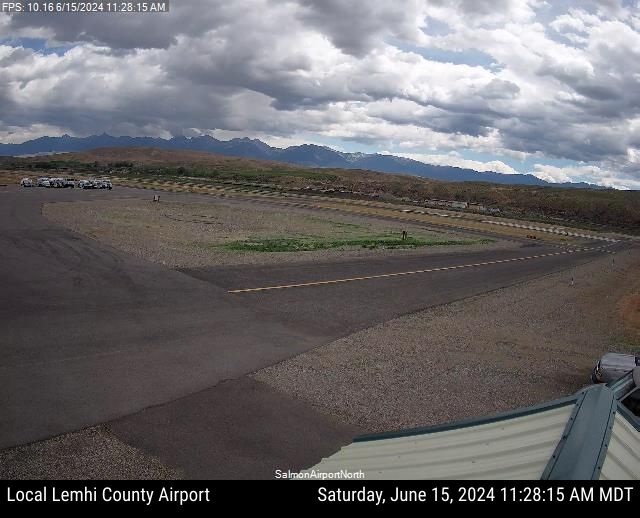 FPS: 10.16 6/15/2024 11:28:15 AM
SalmonAirportNorth
Local Lemhi County Airport
Saturday, June 15, 2024 11:28:15 AM MDT